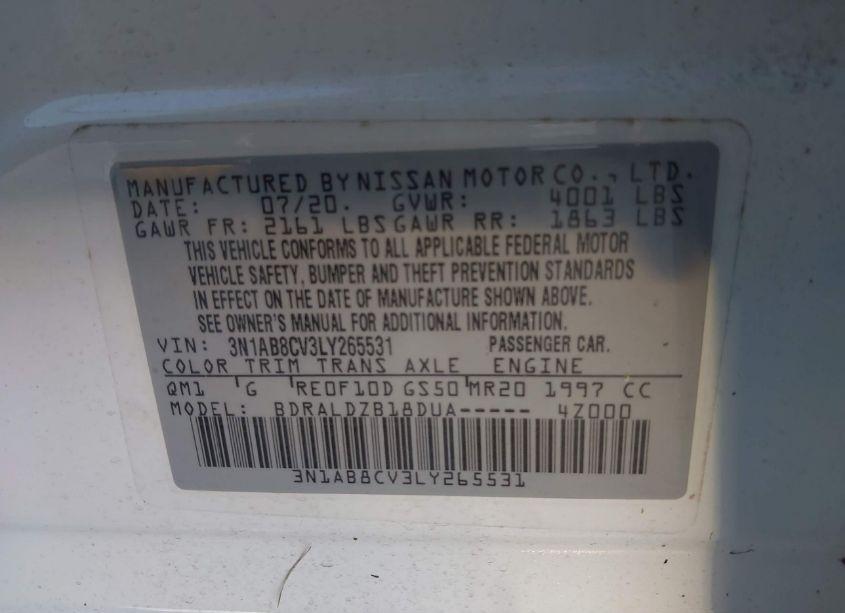 MANUFACTURED BY NISSAN MOTOR CO., LTD.
DATE: 07/20. GVWR: 4001 LBS
GAWR FR: 2161 LBS GAWR RR: 1863 LBS
THIS VEHICLE CONFORMS TO ALL APPLICABLE FEDERAL MOTOR
VEHICLE SAFETY, BUMPER AND THEFT PREVENTION STANDARDS
IN EFFECT ON THE DATE OF MANUFACTURE SHOWN ABOVE.
SEE OWNER'S MANUAL FOR ADDITIONAL INFORMATION.
VIN: 3N1AB8CV3LY265531 PASSENGER CAR.
COLOR TRIM TRANS AXLE ENGINE
QM1 G RE0F10D GS50 MR20 1997 CC
MODEL: BDRALDZB18DUA----- 4Z000
3N1AB8CV3LY265531